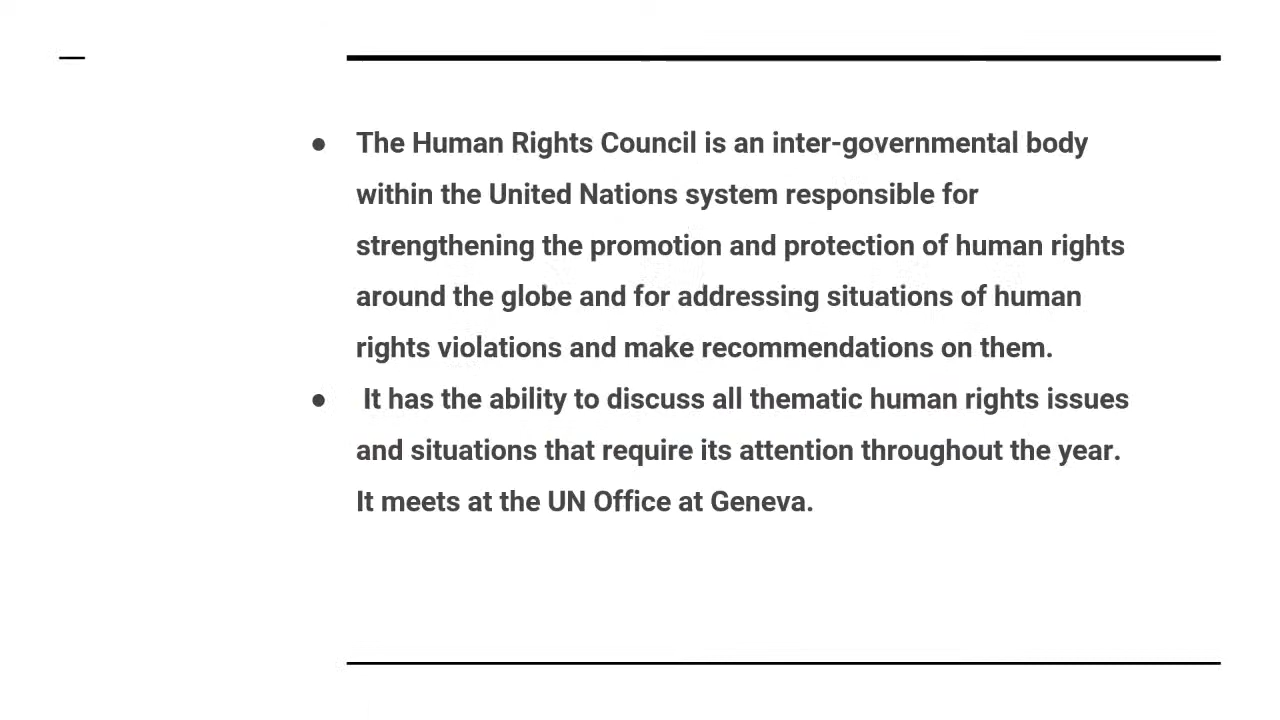 ● The Human Rights Council is an inter-governmental body
within the United Nations system responsible for
strengthening the promotion and protection of human rights
around the globe and for addressing situations of human
rights violations and make recommendations on them.
● It has the ability to discuss all thematic human rights issues
and situations that require its attention throughout the year.
It meets at the UN Office at Geneva.